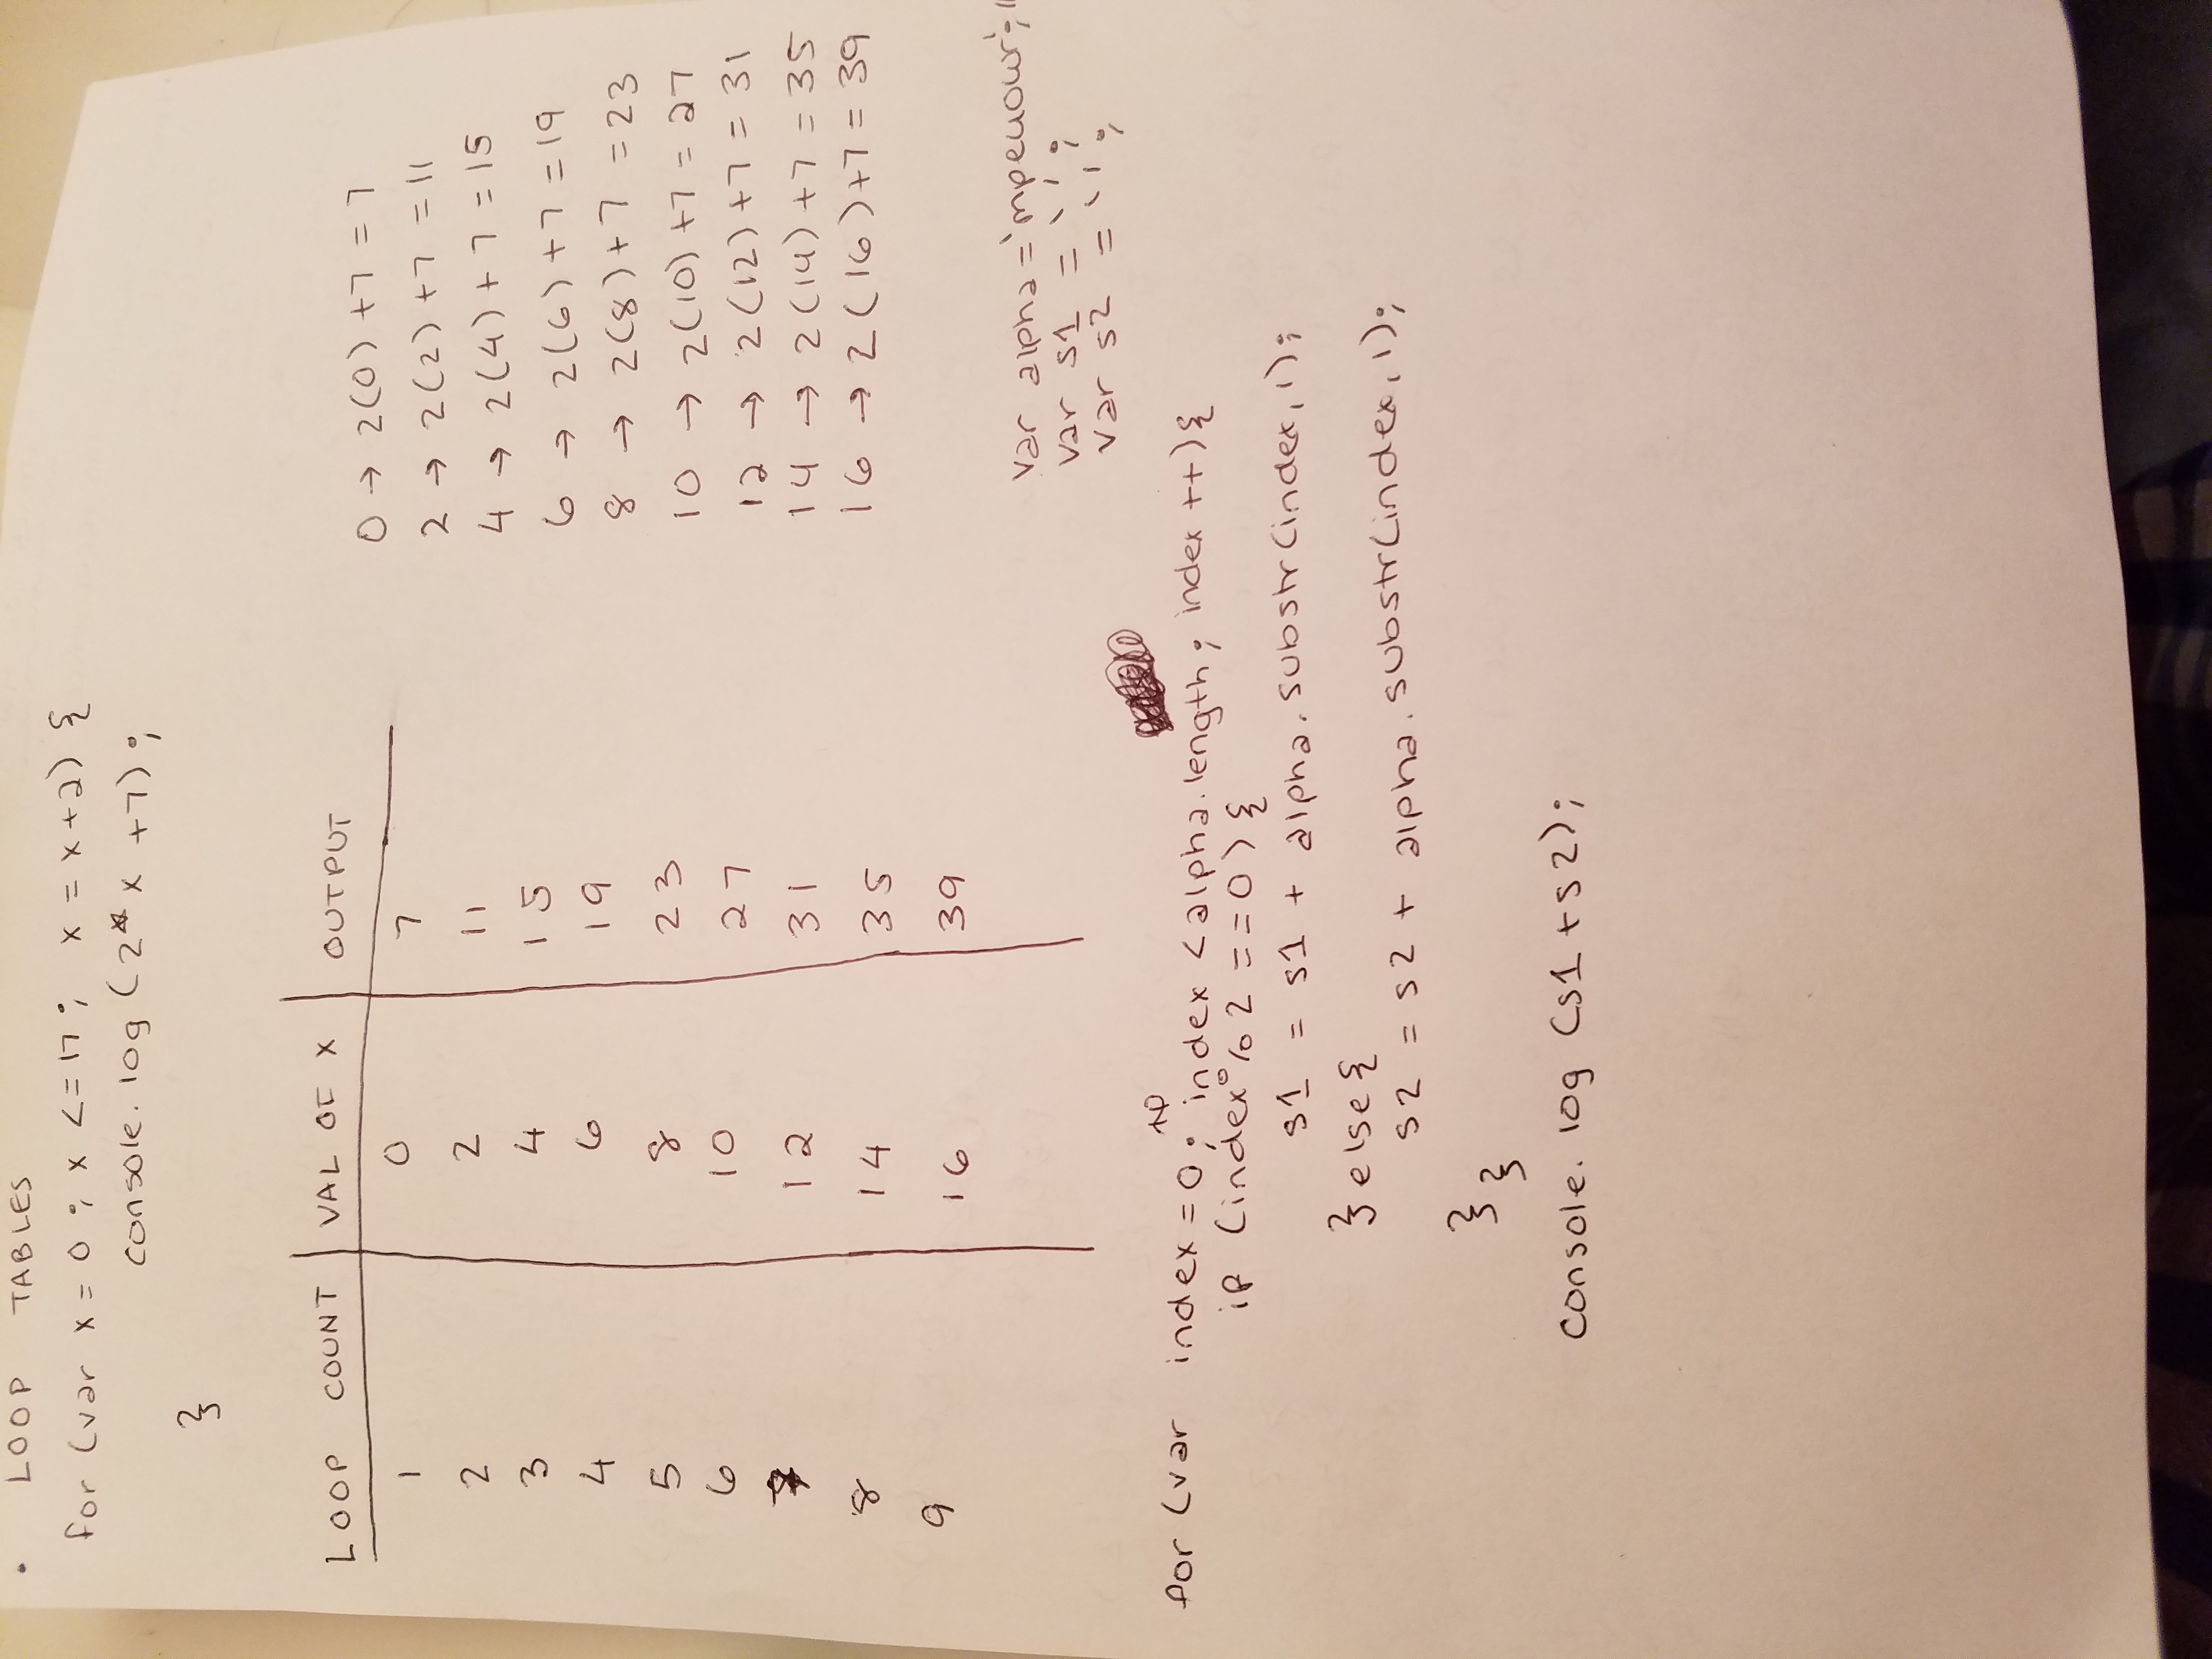 • LOOP TABLES
for (var x = 0 ; x <= 17 ; x = x+2) {
console.log (2* x +7) ;
}
LOOP COUNT VAL OF X OUTPUT
1 0 7
2 2 11
3 4 15
4 6 19
5 8 23
6 10 27
7 12 31
8 14 35
9 16 39
0 → 2(0) +7 = 7
2 → 2(2) +7 = 11
4 → 2(4) + 7 = 15
6 → 2(6) +7 = 19
8 → 2(8) + 7 = 23
10 → 2(10) +7 = 27
12 → 2(12) +7 = 31
14 → 2(14) +7 = 35
16 → 2(16) +7 = 39
var alpha =
var s1 = '' ;
var s2 = '' ;
for (var index = 0 ; index < alpha.length ; index ++) {
if (index % 2 == 0) {
s1 = s1 + alpha.substr(index, 1);
} else {
s2 = s2 + alpha.substr(index, 1);
} }
console.log (s1 + s2);